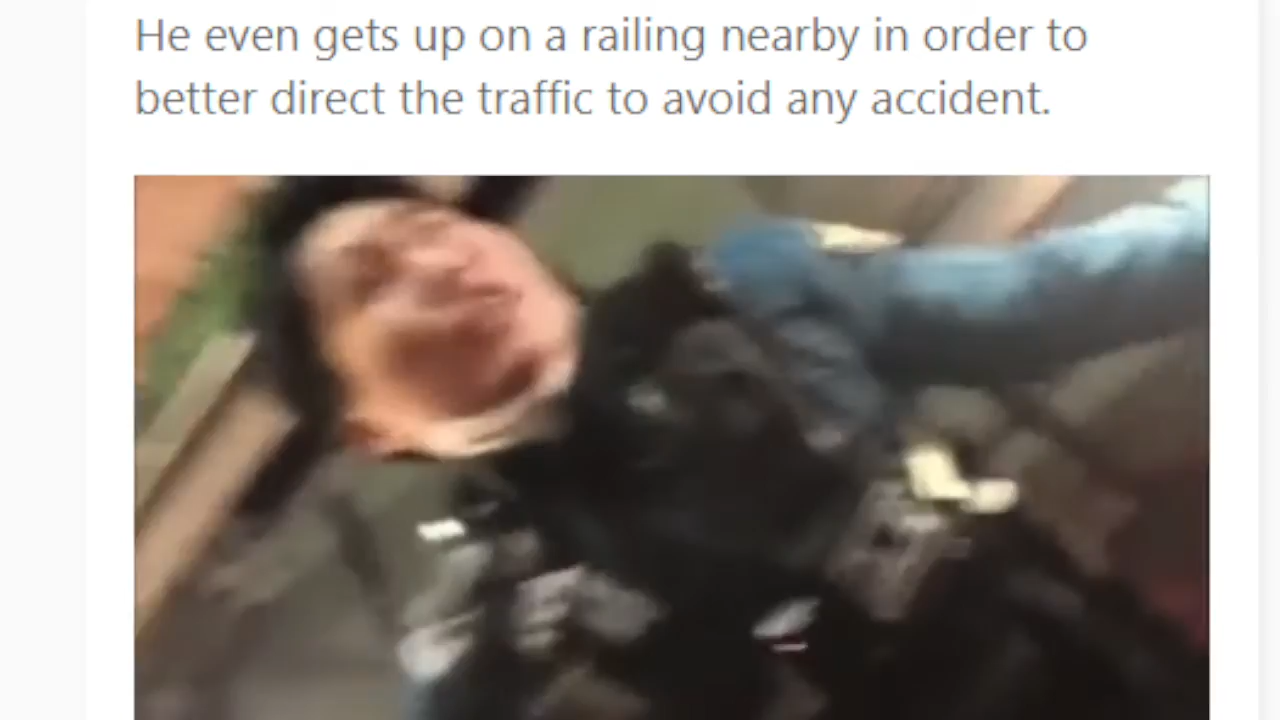 He even gets up on a railing nearby in order to
better direct the traffic to avoid any accident.